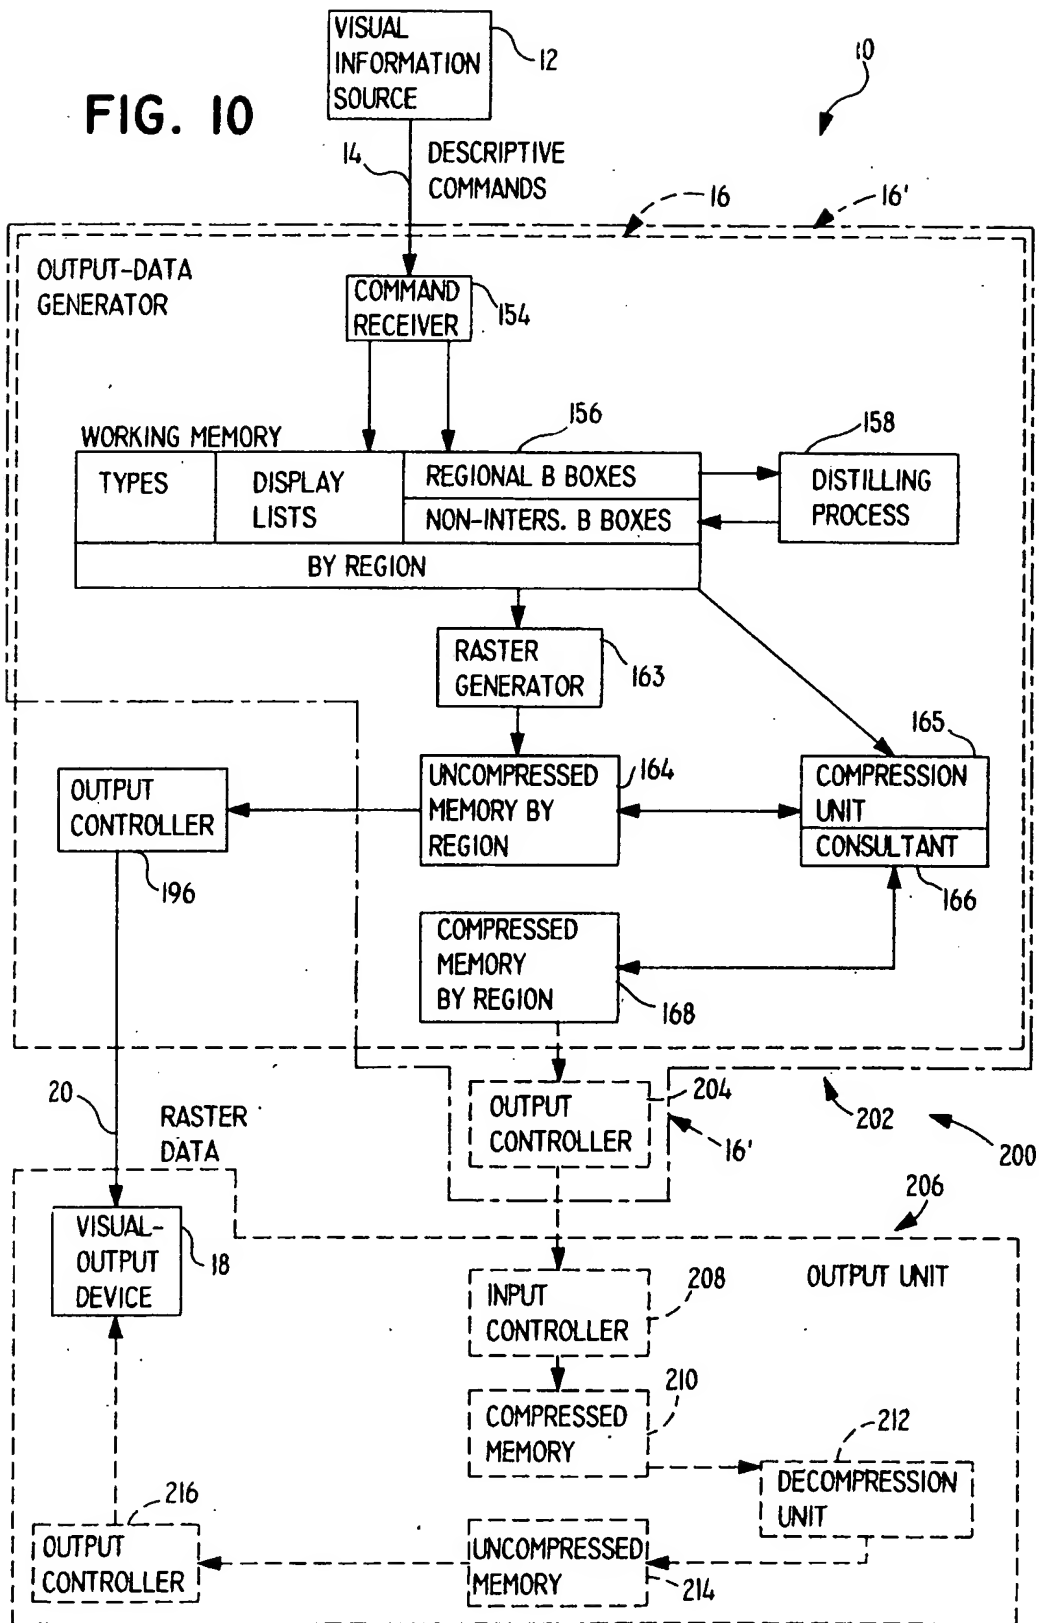 VISUAL
INFORMATION
SOURCE
12
10
FIG. 10
14
DESCRIPTIVE
COMMANDS
16
16'
OUTPUT-DATA
GENERATOR
COMMAND
RECEIVER
154
WORKING MEMORY
156
158
TYPES
DISPLAY
LISTS
REGIONAL B BOXES
NON-INTERS. B BOXES
BY REGION
DISTILLING
PROCESS
RASTER
GENERATOR
163
165
OUTPUT
CONTROLLER
196
UNCOMPRESSED
MEMORY BY
REGION
164
COMPRESSION
UNIT
CONSULTANT
166
COMPRESSED
MEMORY
BY REGION
168
20
RASTER
DATA
OUTPUT
CONTROLLER
204
16'
202
200
206
VISUAL-
OUTPUT
DEVICE
18
OUTPUT UNIT
INPUT
CONTROLLER
208
COMPRESSED
MEMORY
210
212
DECOMPRESSION
UNIT
216
OUTPUT
CONTROLLER
UNCOMPRESSED
MEMORY
214